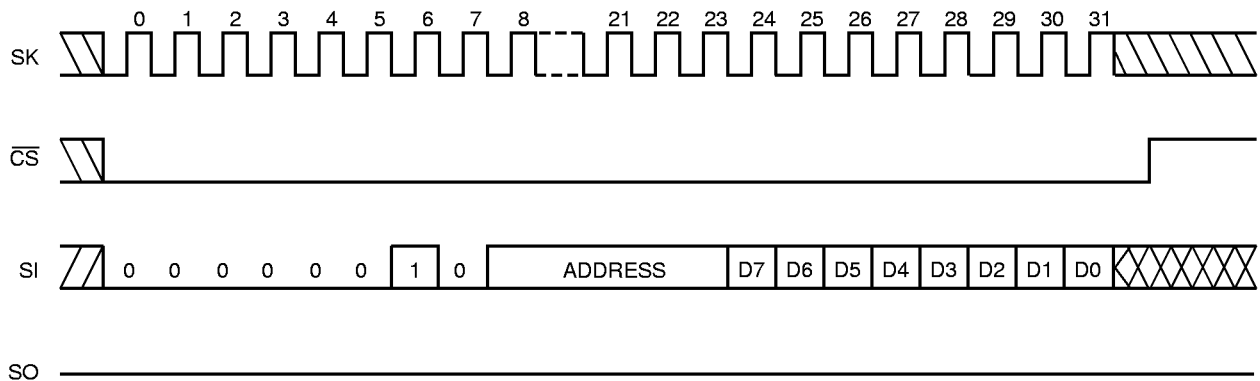 0 1 2 3 4 5 6 7 8 21 22 23 24 25 26 27 28 29 30 31
SK
CS
SI 0 0 0 0 0 0 1 0 ADDRESS D7 D6 D5 D4 D3 D2 D1 D0
SO